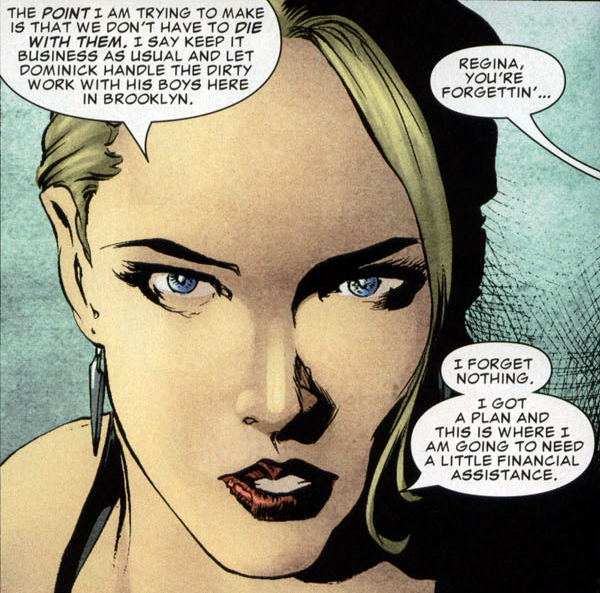 THE POINT I AM TRYING TO MAKE
IS THAT WE DON'T HAVE TO DIE
WITH THEM. I SAY KEEP IT
BUSINESS AS USUAL AND LET
DOMINICK HANDLE THE DIRTY
WORK WITH HIS BOYS HERE
IN BROOKLYN.
REGINA,
YOU'RE
FORGETTIN'...
I FORGET
NOTHING.
I GOT
A PLAN AND
THIS IS WHERE I
AM GOING TO NEED
A LITTLE FINANCIAL
ASSISTANCE.